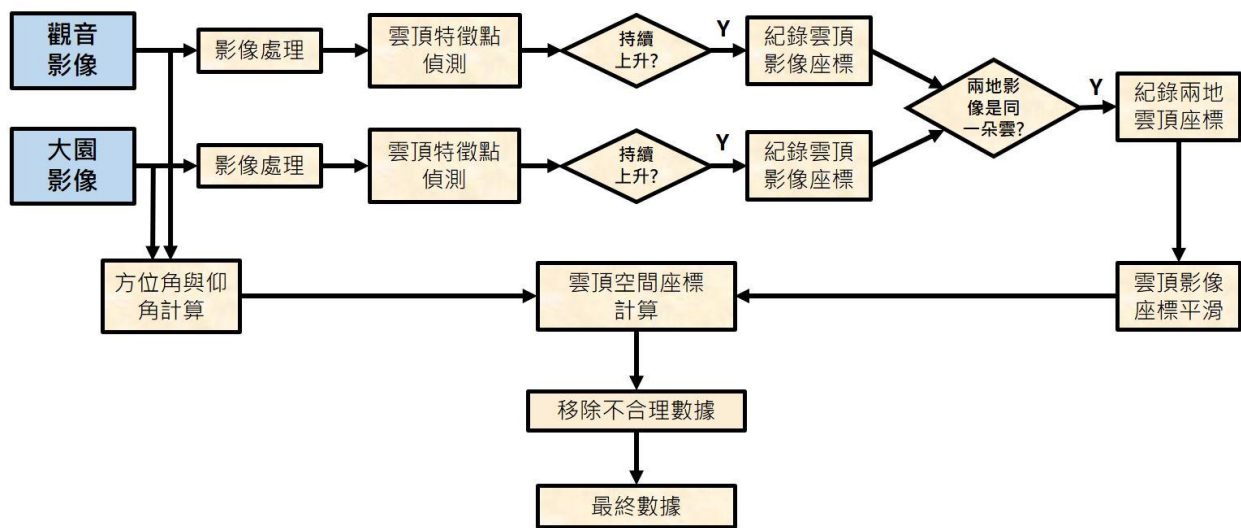 觀音
影像
影像處理
雲頂特徵點
偵測
持續
上升?
Y
紀錄雲頂
影像座標
兩地影
像是同
一朵雲?
Y
紀錄兩地
雲頂座標
大園
影像
影像處理
雲頂特徵點
偵測
持續
上升?
Y
紀錄雲頂
影像座標
方位角與仰
角計算
雲頂空間座標
計算
雲頂影像
座標平滑
移除不合理數據
最終數據